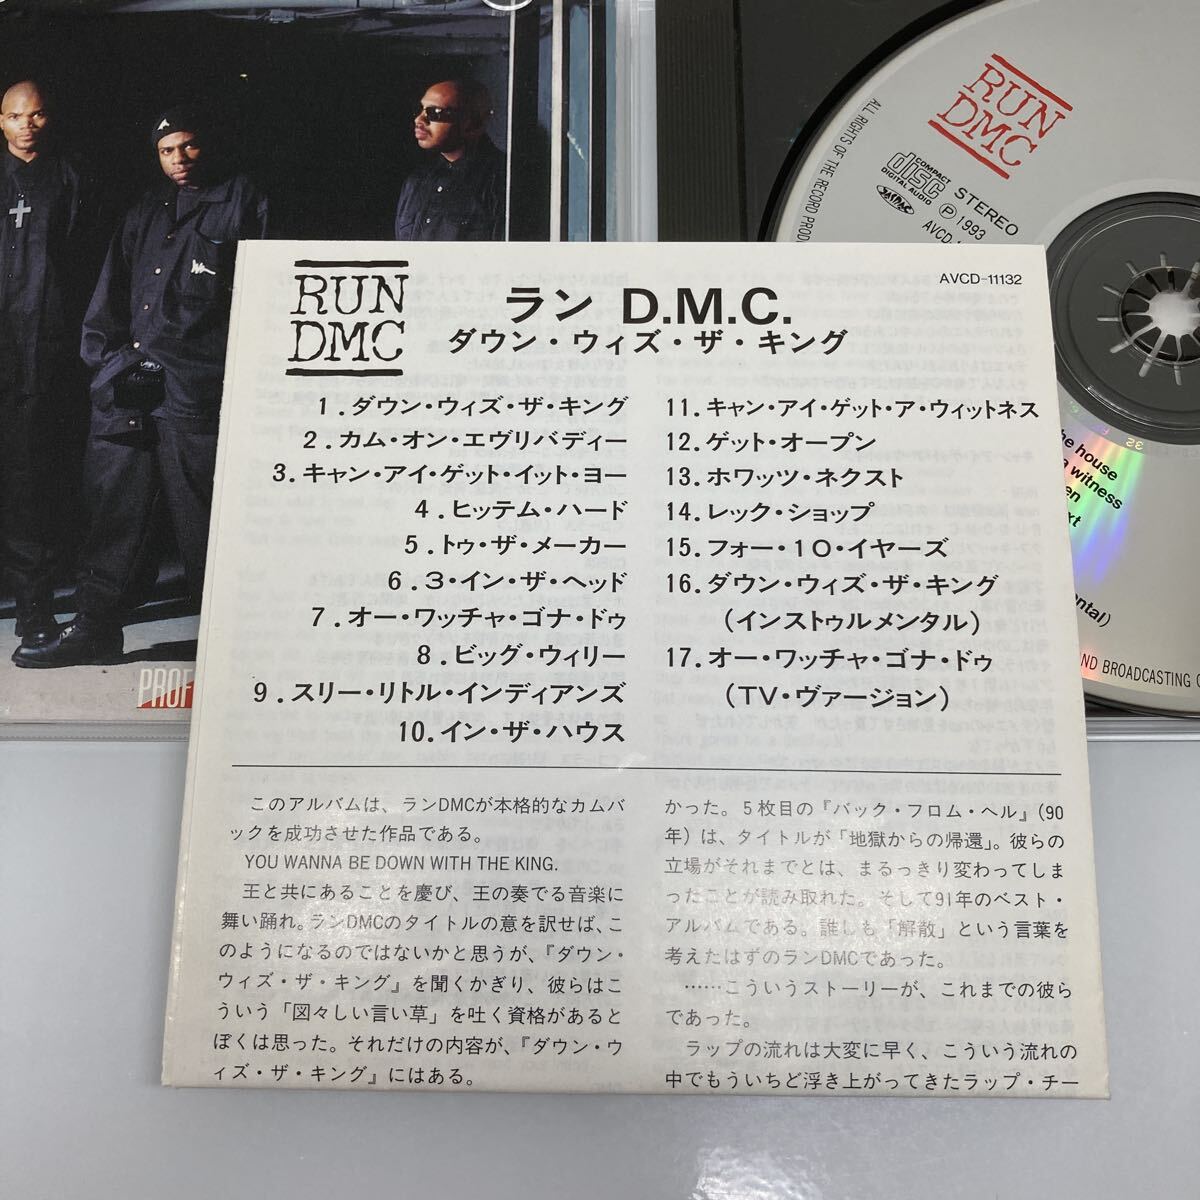 RUN
DMC
COMPACT
disc
DIGITAL AUDIO
STEREO
Ⓟ1993
ALL RIGHTS OF THE RECORD
he house
witness
en
xt
ental)
ND BROADCASTING
PROF
RUN
DMC
AVCD-11132
ラン D.M.C.
ダウン・ウィズ・ザ・キング
1.ダウン・ウィズ・ザ・キング
2.カム・オン・エヴリバディー
3.キャン・アイ・ゲット・イット・ヨー
4.ヒッテム・ハード
5.トゥ・ザ・メーカー
6.3・イン・ザ・ヘッド
7.オー・ワッチャ・ゴナ・ドゥ
8.ビッグ・ウィリー
9.スリー・リトル・インディアンズ
10.イン・ザ・ハウス
11.キャン・アイ・ゲット・ア・ウィットネス
12.ゲット・オープン
13.ホワッツ・ネクスト
14.レック・ショップ
15.フォー・10・イヤーズ
16.ダウン・ウィズ・ザ・キング
(インストゥルメンタル)
17.オー・ワッチャ・ゴナ・ドゥ
(TV・ヴァージョン)
このアルバムは、ランDMCが本格的なカムバ
ックを成功させた作品である。
YOU WANNA BE DOWN WITH THE KING.
王と共にあることを慶び、王の奏でる音楽に
舞い踊れ。ランDMCのタイトルの意を訳せば、こ
のようになるのではないかと思うが、『ダウン・
ウィズ・ザ・キング』を聞くかぎり、彼らはこ
ういう「図々しい言い草」を吐く資格があると
ぼくは思った。それだけの内容が、『ダウン・ウ
ィズ・ザ・キング』にはある。
かった。5枚目の『バック・フロム・ヘル』(90
年)は、タイトルが「地獄からの帰還」。彼らの
立場がそれまでとは、まるっきり変わってしま
ったことが読み取れた。そして91年のベスト・
アルバムである。誰しも「解散」という言葉を
考えたはずのランDMCであった。
……こういうストーリーが、これまでの彼ら
であった。
ラップの流れは大変に早く、こういう流れの
中でもういちど浮き上がってきたラップ・チー